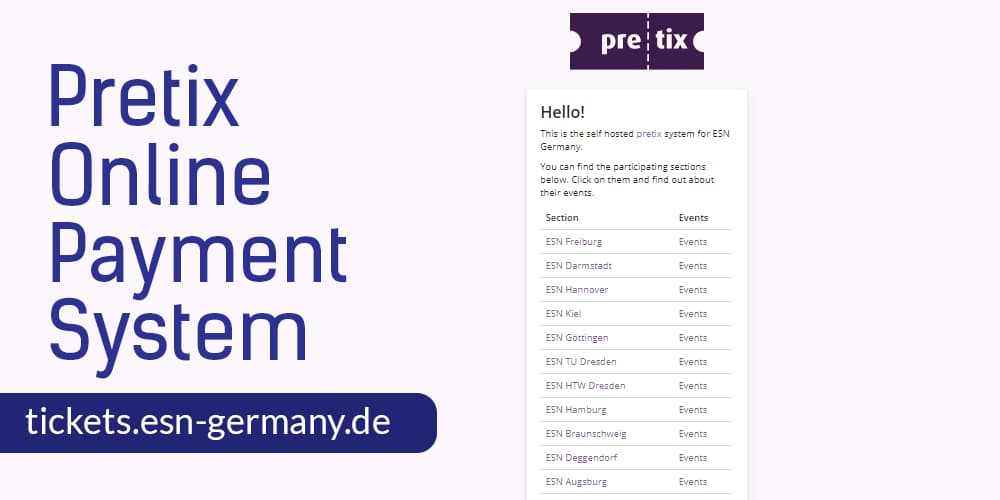 Pretix
Online
Payment
System
tickets.esn-germany.de
pretix
Hello!
This is the self hosted pretix system for ESN
Germany.
You can find the participating sections
below. Click on them and find out about
their events.
Section Events
ESN Freiburg Events
ESN Darmstadt Events
ESN Hannover Events
ESN Kiel Events
ESN Göttingen Events
ESN TU Dresden Events
ESN HTW Dresden Events
ESN Hamburg Events
ESN Braunschweig Events
ESN Deggendorf Events
ESN Augsburg Events